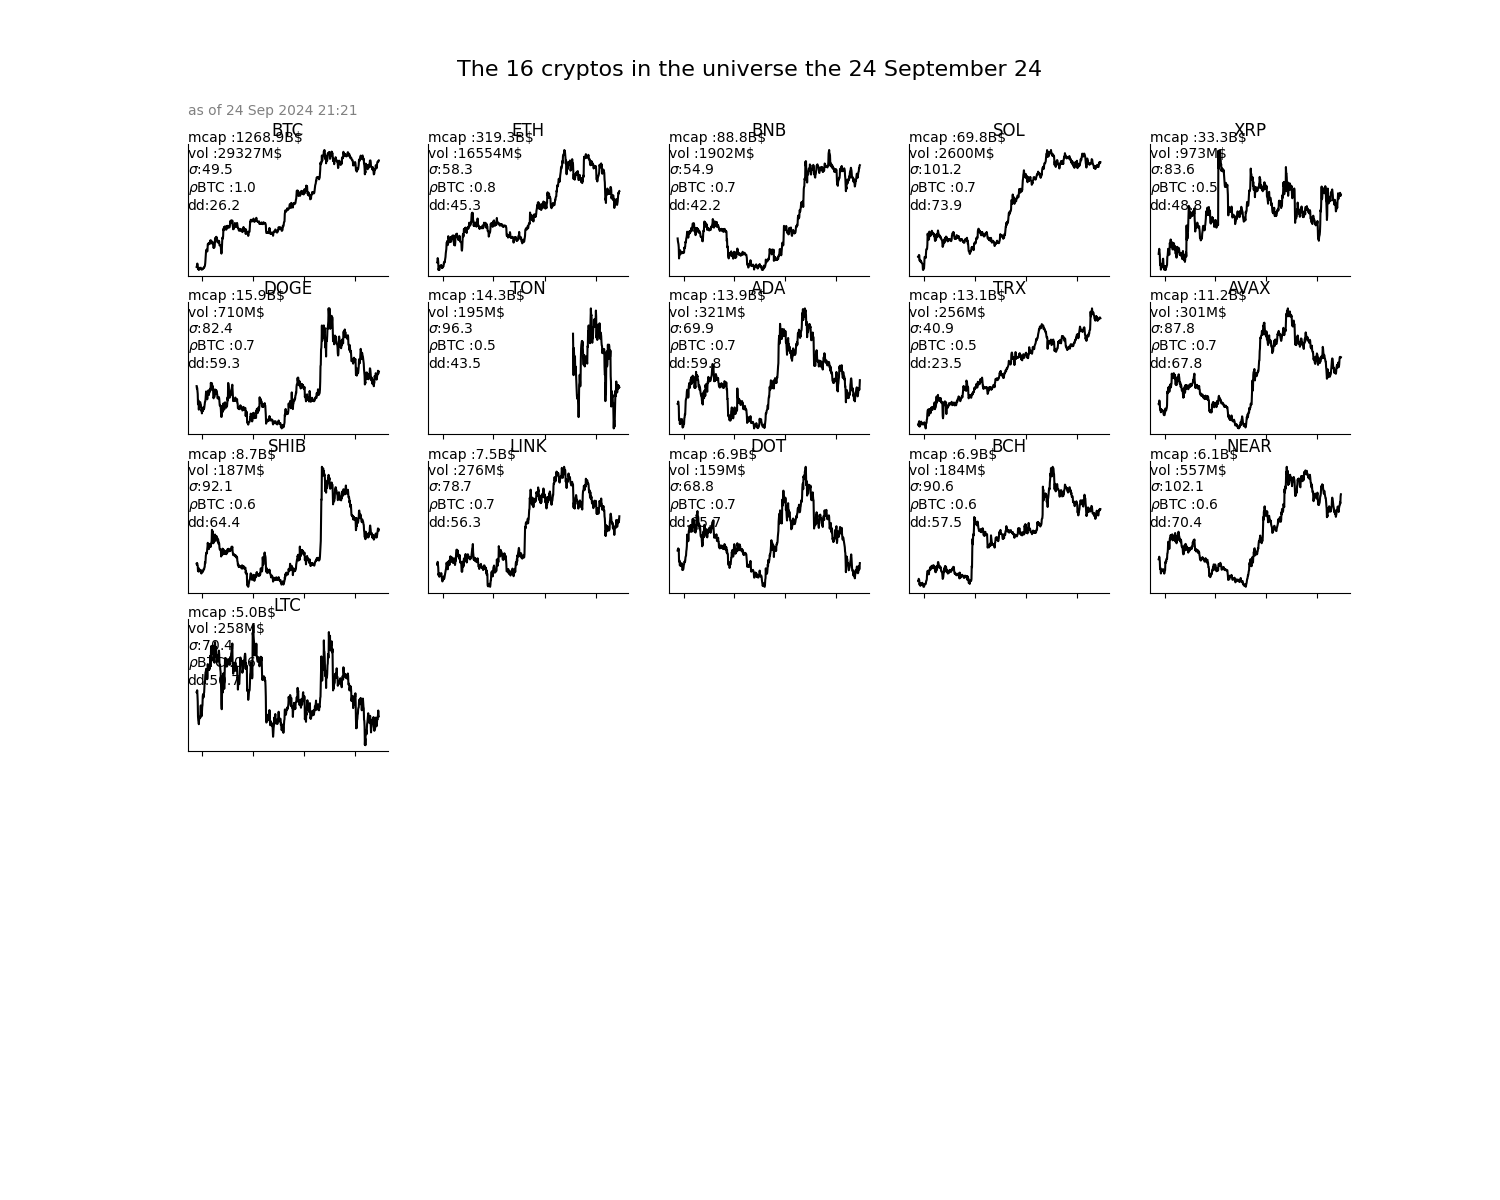 The 16 cryptos in the universe the 24 September 24
as of 24 Sep 2024 21:21
BTC
mcap :1268.9B$
vol :29327M$
σ:49.5
ρBTC :1.0
dd:26.2
ETH
mcap :319.3B$
vol :16554M$
σ:58.3
ρBTC :0.8
dd:45.3
BNB
mcap :88.8B$
vol :1902M$
σ:54.9
ρBTC :0.7
dd:42.2
SOL
mcap :69.8B$
vol :2600M$
σ:101.2
ρBTC :0.7
dd:73.9
XRP
mcap :33.3B$
vol :973M$
σ:83.6
ρBTC :0.5
dd:48.8
DOGE
mcap :15.9B$
vol :710M$
σ:82.4
ρBTC :0.7
dd:59.3
TON
mcap :14.3B$
vol :195M$
σ:96.3
ρBTC :0.5
dd:43.5
ADA
mcap :13.9B$
vol :321M$
σ:69.9
ρBTC :0.7
dd:59.8
TRX
mcap :13.1B$
vol :256M$
σ:40.9
ρBTC :0.5
dd:23.5
AVAX
mcap :11.2B$
vol :301M$
σ:87.8
ρBTC :0.7
dd:67.8
SHIB
mcap :8.7B$
vol :187M$
σ:92.1
ρBTC :0.6
dd:64.4
LINK
mcap :7.5B$
vol :276M$
σ:78.7
ρBTC :0.7
dd:56.3
DOT
mcap :6.9B$
vol :159M$
σ:68.8
ρBTC :0.7
BCH
mcap :6.9B$
vol :184M$
σ:90.6
ρBTC :0.6
dd:57.5
NEAR
mcap :6.1B$
vol :557M$
σ:102.1
ρBTC :0.6
dd:70.4
LTC
mcap :5.0B$
vol :258M$
σ:70.4
ρBTC :0.6